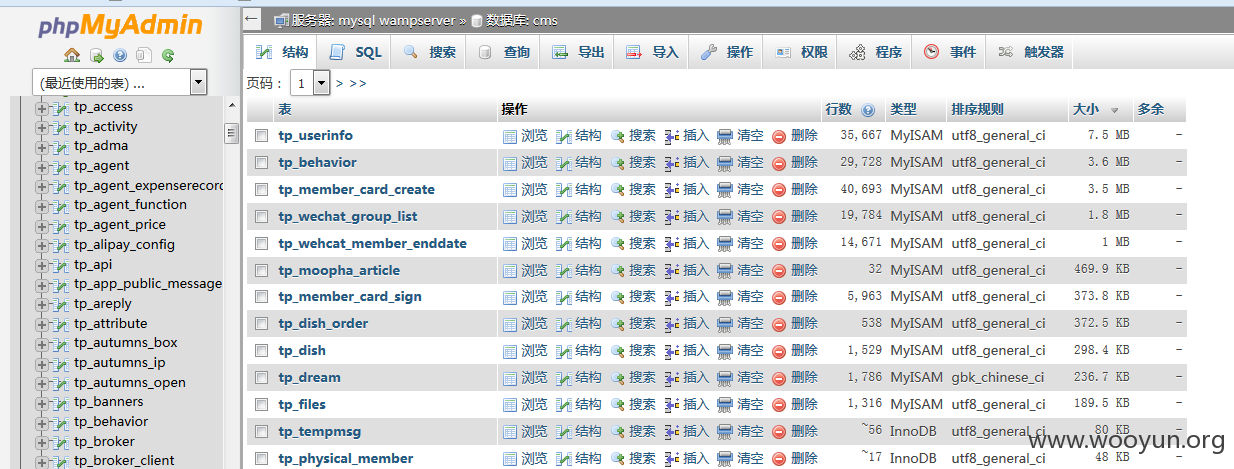 phpMyAdmin
(最近使用的表) ...
tp_access
tp_activity
tp_adma
tp_agent
tp_agent_expenserecord
tp_agent_function
tp_agent_price
tp_alipay_config
tp_api
tp_app_public_message
tp_areply
tp_attribute
tp_autumns_box
tp_autumns_ip
tp_autumns_open
tp_banners
tp_behavior
tp_broker
tp_broker_client
服务器: mysql wampserver » 数据库: cms
结构 SQL 搜索 查询 导出 导入 操作 权限 程序 事件 触发器
页码： 1 > >>
表 操作 行数 类型 排序规则 大小 多余
tp_userinfo 浏览 结构 搜索 插入 清空 删除 35,667 MyISAM utf8_general_ci 7.5 MB -
tp_behavior 浏览 结构 搜索 插入 清空 删除 29,728 MyISAM utf8_general_ci 3.6 MB -
tp_member_card_create 浏览 结构 搜索 插入 清空 删除 40,693 MyISAM utf8_general_ci 3.5 MB -
tp_wechat_group_list 浏览 结构 搜索 插入 清空 删除 19,784 MyISAM utf8_general_ci 1.8 MB -
tp_wehcat_member_enddate 浏览 结构 搜索 插入 清空 删除 14,671 MyISAM utf8_general_ci 1 MB -
tp_moopha_article 浏览 结构 搜索 插入 清空 删除 32 MyISAM utf8_general_ci 469.9 KB -
tp_member_card_sign 浏览 结构 搜索 插入 清空 删除 5,963 MyISAM utf8_general_ci 373.8 KB -
tp_dish_order 浏览 结构 搜索 插入 清空 删除 538 MyISAM utf8_general_ci 372.5 KB -
tp_dish 浏览 结构 搜索 插入 清空 删除 1,529 MyISAM utf8_general_ci 298.4 KB -
tp_dream 浏览 结构 搜索 插入 清空 删除 1,786 MyISAM gbk_chinese_ci 236.7 KB -
tp_files 浏览 结构 搜索 插入 清空 删除 1,316 MyISAM utf8_general_ci 189.5 KB -
tp_tempmsg 浏览 结构 搜索 插入 清空 删除 ~56 InnoDB utf8_general_ci 80 KB -
tp_physical_member 浏览 结构 搜索 插入 清空 删除 ~17 InnoDB utf8_general_ci 48 KB -
www.wooyun.org